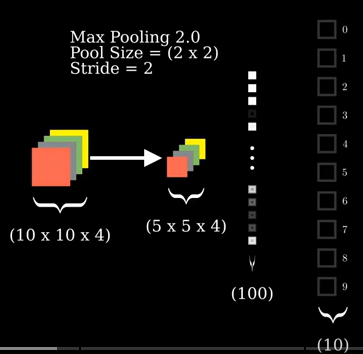 Max Pooling 2.0
Pool Size = (2 x 2)
Stride = 2
(10 x 10 x 4)
(5 x 5 x 4)
(100)
0
1
2
3
4
5
6
7
8
9
(10)